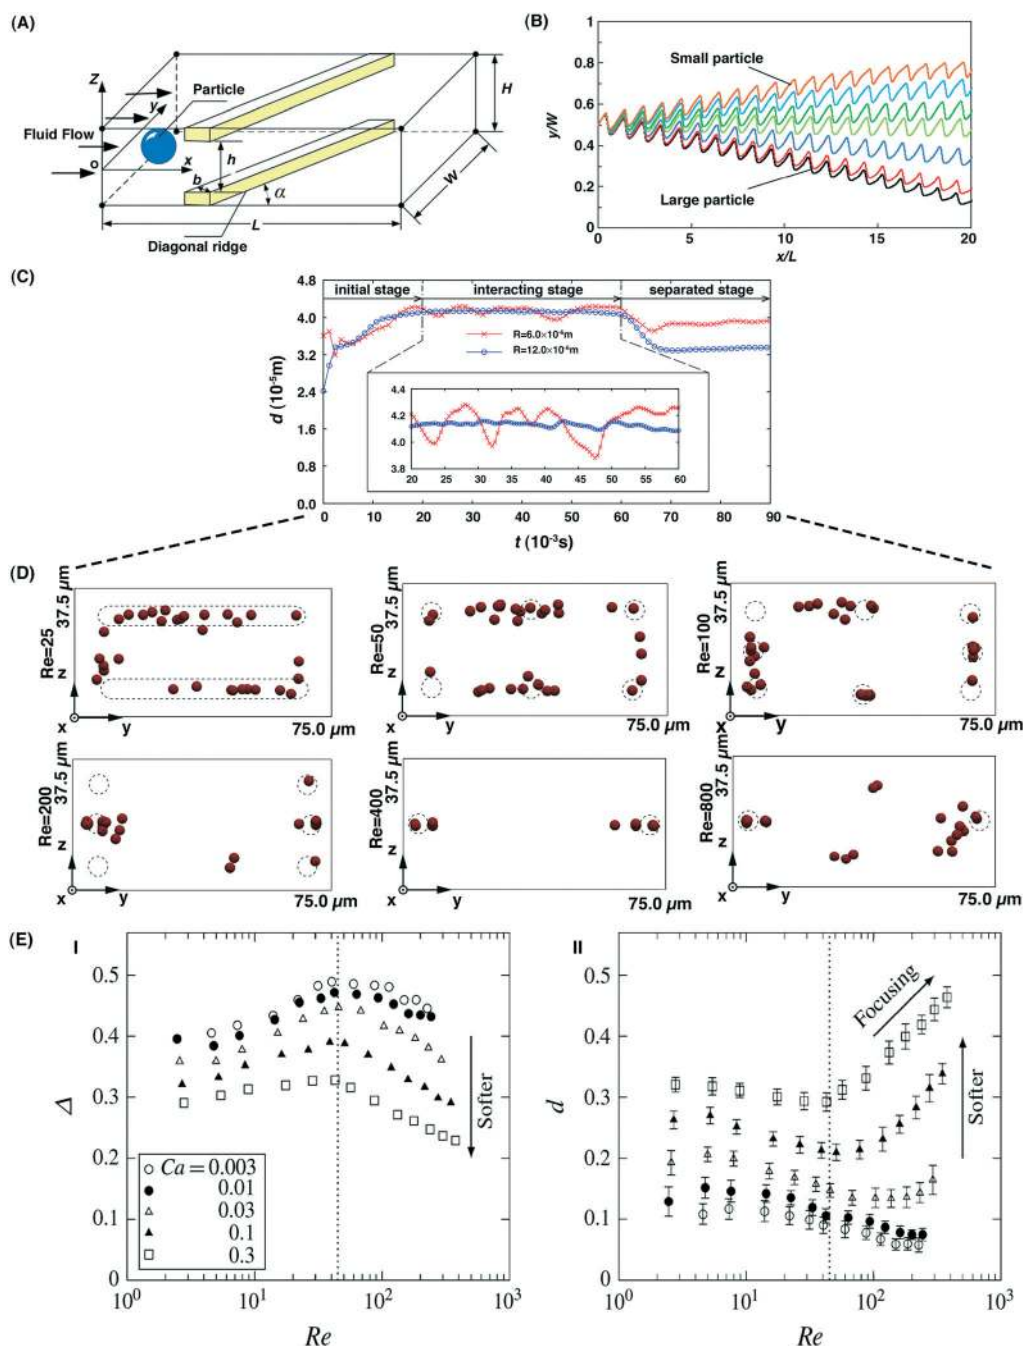 (A)
Z
y
Particle
Fluid Flow
o
x
h
b
α
H
W
L
Diagonal ridge
(B)
1
0.8
0.6
0.4
0.2
0
y/W
Small particle
Large particle
0 5 10 15 20
x/L
(C)
4.8
4.0
3.2
2.4
1.6
0.8
0.0
d (10⁻⁵m)
initial stage interacting stage separated stage
R=6.0×10⁻⁶m
R=12.0×10⁻⁶m
4.4
4.2
4.0
3.8
20 25 30 35 40 45 50 55 60
0 10 20 30 40 50 60 70 80 90
t (10⁻³s)
(D)
Re=25 37.5 μm
z
x y 75.0 μm
Re=50 37.5 μm
z
x y 75.0 μm
Re=100 37.5 μm
z
x y 75.0 μm
Re=200 37.5 μm
z
x y 75.0 μm
Re=400 37.5 μm
z
x y 75.0 μm
Re=800 37.5 μm
z
x y 75.0 μm
(E)
I
0.5
0.4
0.3
0.2
0.1
0
Δ
Softer
Ca = 0.003
0.01
0.03
0.1
0.3
10⁰ 10¹ 10² 10³
Re
II
0.5
0.4
0.3
0.2
0.1
0
d
Focusing
Softer
10⁰ 10¹ 10² 10³
Re